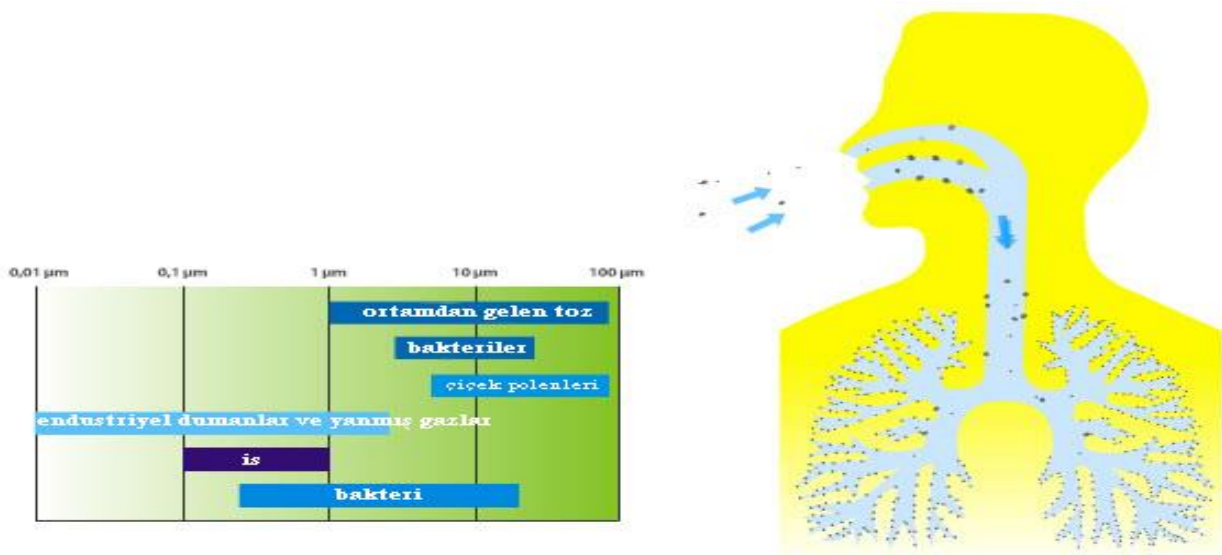 0,01 µm 0,1 µm 1 µm 10 µm 100 µm
ortamdan gelen toz
bakteriler
çiçek polenleri
endustriyel dumanlar ve yanmış gazlar
is
bakteri